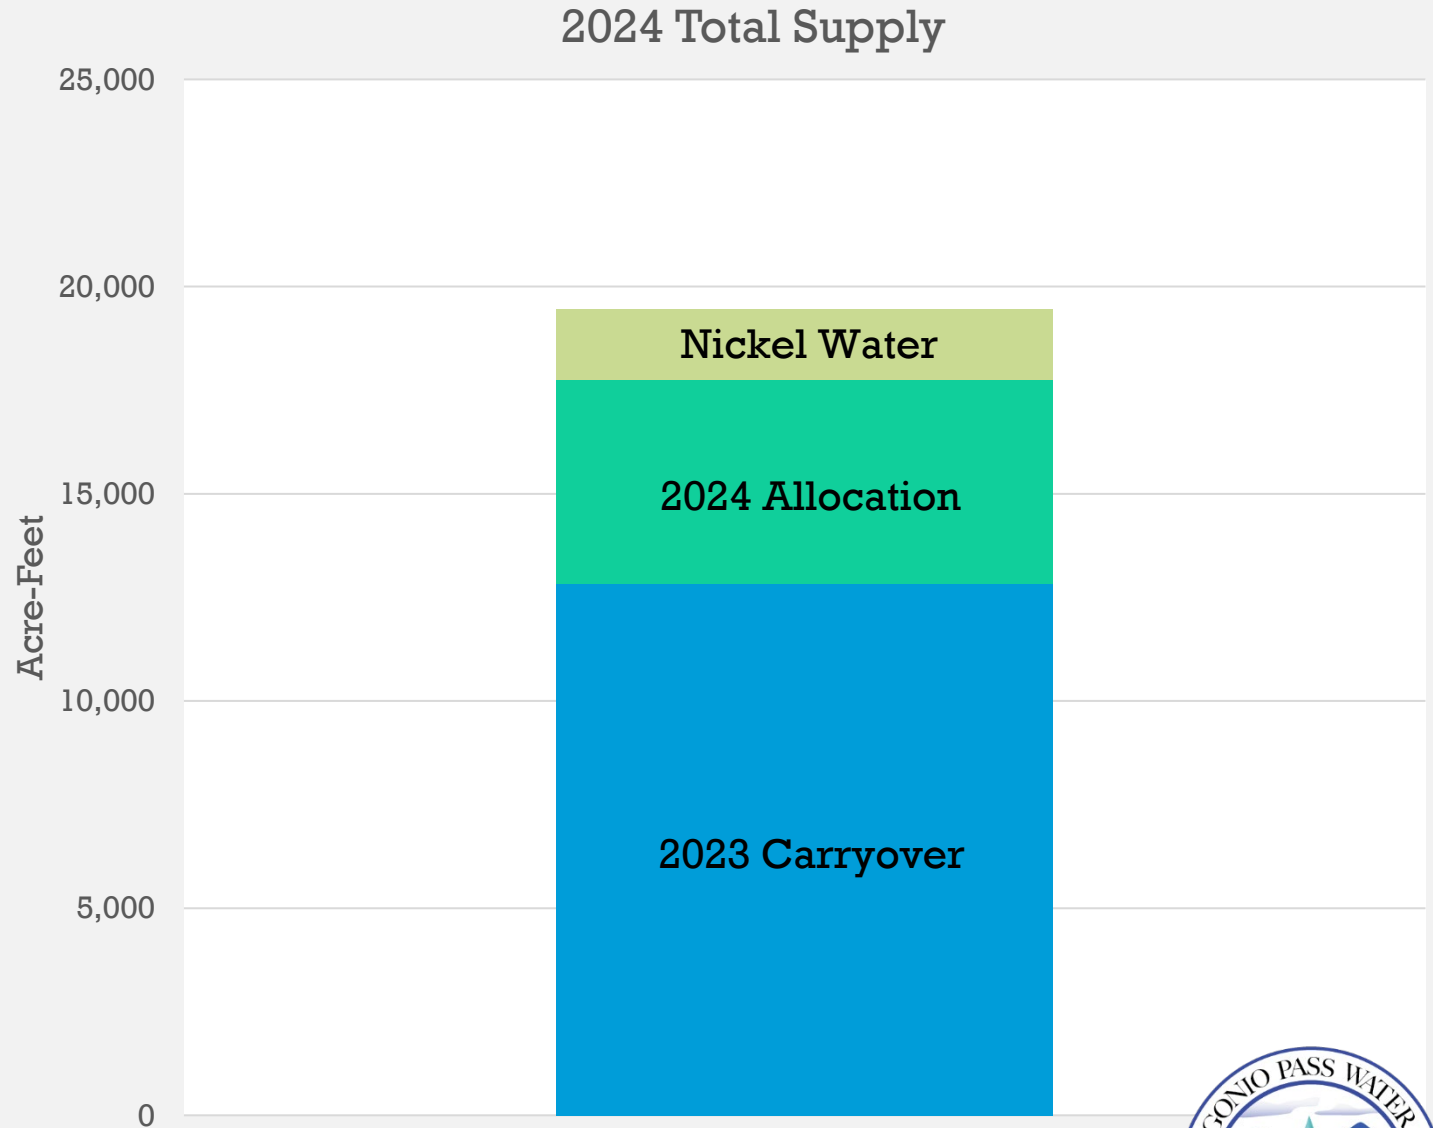 2024 Total Supply
25,000
20,000
15,000
10,000
5,000
0
Acre-Feet
Nickel Water
2024 Allocation
2023 Carryover
GONIO PASS WATER